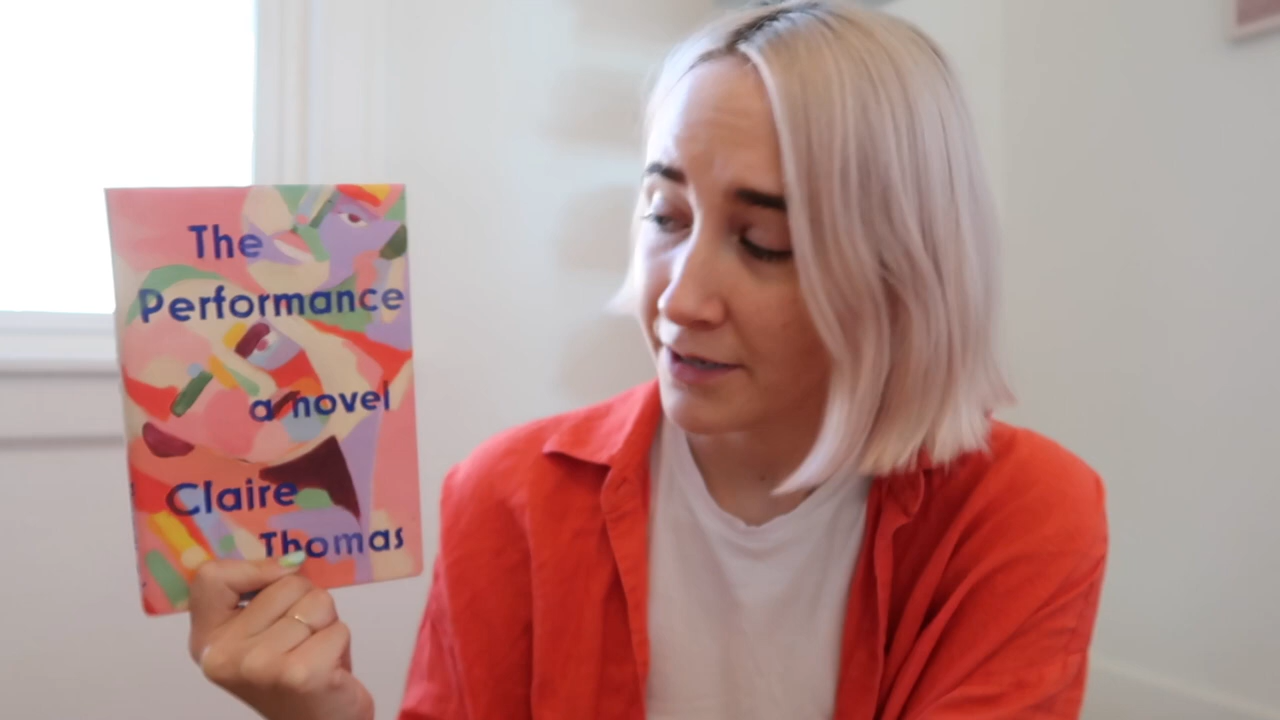 The
Performance
a novel
Claire
Thomas